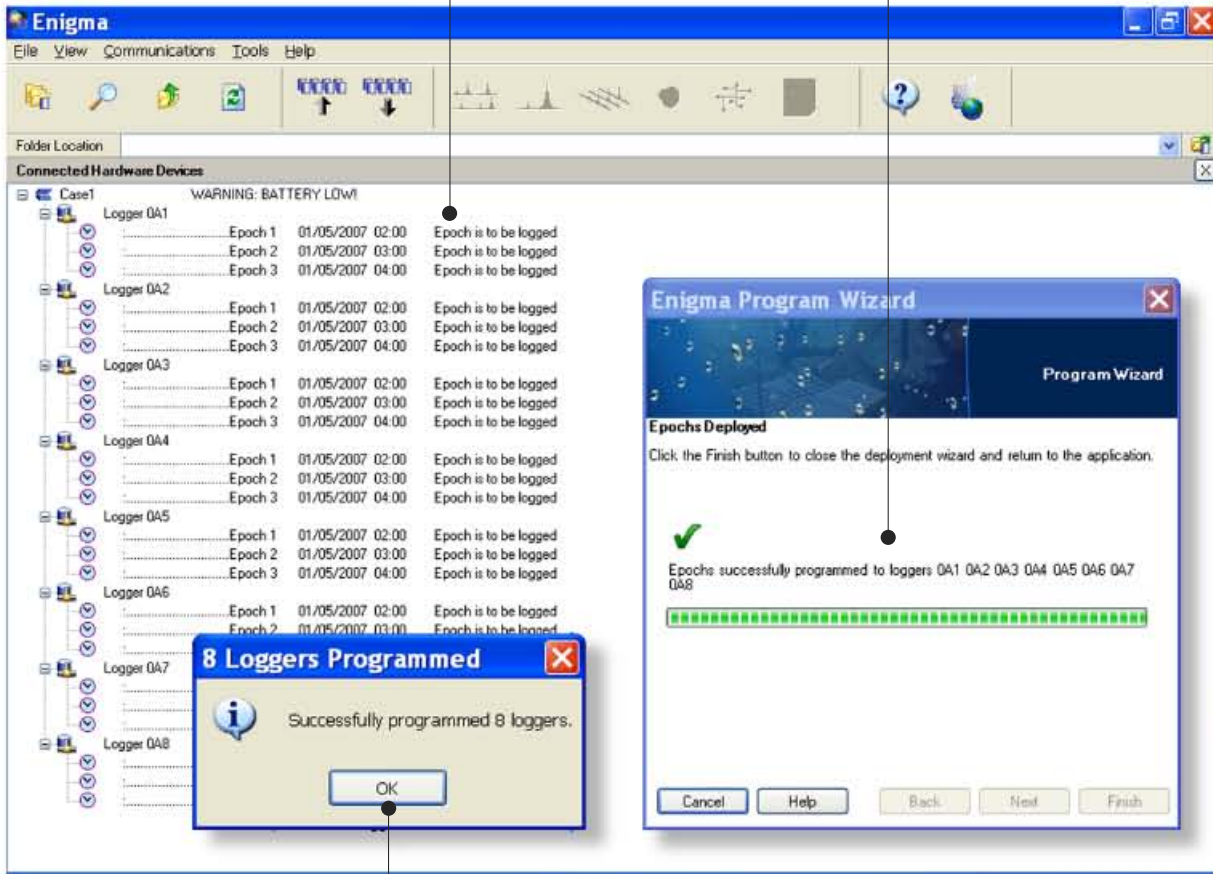 Enigma
File View Communications Tools Help
Folder Location
Connected Hardware Devices
Case1 WARNING: BATTERY LOW!
Logger 0A1
Epoch 1 01/05/2007 02:00 Epoch is to be logged
Epoch 2 01/05/2007 03:00 Epoch is to be logged
Epoch 3 01/05/2007 04:00 Epoch is to be logged
Logger 0A2
Epoch 1 01/05/2007 02:00 Epoch is to be logged
Epoch 2 01/05/2007 03:00 Epoch is to be logged
Epoch 3 01/05/2007 04:00 Epoch is to be logged
Logger 0A3
Epoch 1 01/05/2007 02:00 Epoch is to be logged
Epoch 2 01/05/2007 03:00 Epoch is to be logged
Epoch 3 01/05/2007 04:00 Epoch is to be logged
Logger 0A4
Epoch 1 01/05/2007 02:00 Epoch is to be logged
Epoch 2 01/05/2007 03:00 Epoch is to be logged
Epoch 3 01/05/2007 04:00 Epoch is to be logged
Logger 0A5
Epoch 1 01/05/2007 02:00 Epoch is to be logged
Epoch 2 01/05/2007 03:00 Epoch is to be logged
Epoch 3 01/05/2007 04:00 Epoch is to be logged
Logger 0A6
Epoch 1 01/05/2007 02:00 Epoch is to be logged
Epoch 2 01/05/2007 03:00 Epoch is to be logged
Logger 0A7
Logger 0A8
8 Loggers Programmed
Successfully programmed 8 loggers.
OK
Enigma Program Wizard
Program Wizard
Epochs Deployed
Click the Finish button to close the deployment wizard and return to the application.
Epochs successfully programmed to loggers 0A1 0A2 0A3 0A4 0A5 0A6 0A7
0A8
Cancel Help Back Next Finish